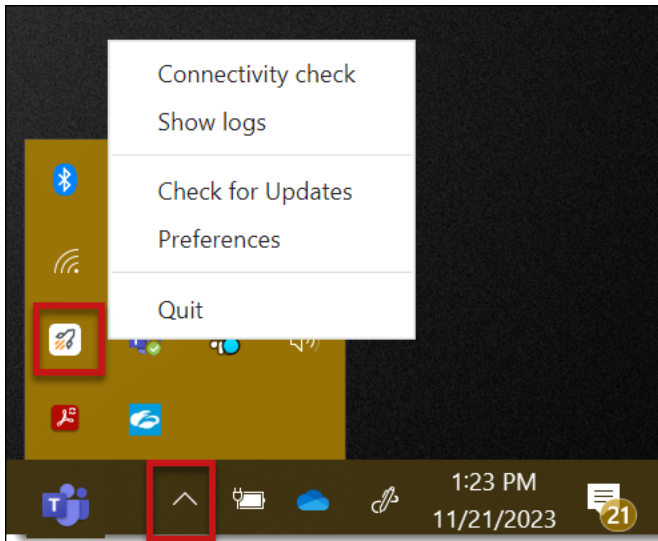 Connectivity check
Show logs
Check for Updates
Preferences
Quit
T
1:23 PM
11/21/2023
21